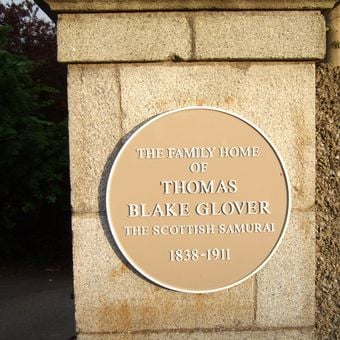 THE FAMILY HOME
OF
THOMAS
BLAKE GLOVER
THE SCOTTISH SAMURAI
1838-1911